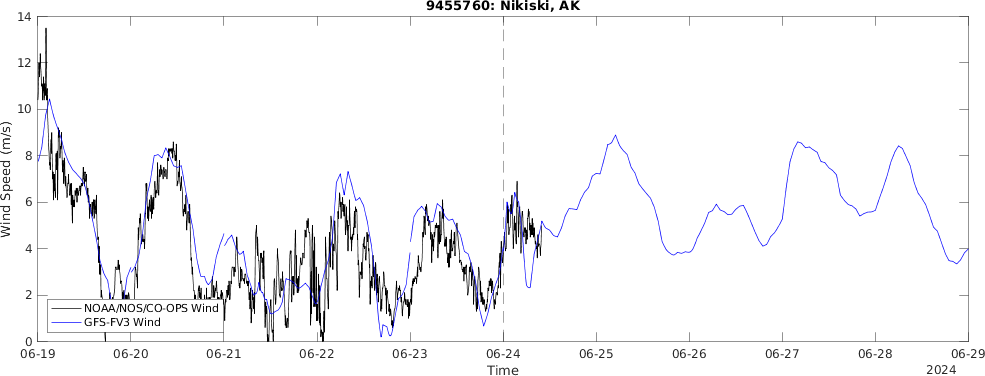 9455760: Nikiski, AK
14
12
10
8
6
4
2
0
Wind Speed (m/s)
NOAA/NOS/CO-OPS Wind
GFS-FV3 Wind
06-19 06-20 06-21 06-22 06-23 06-24 06-25 06-26 06-27 06-28 06-29
Time
2024